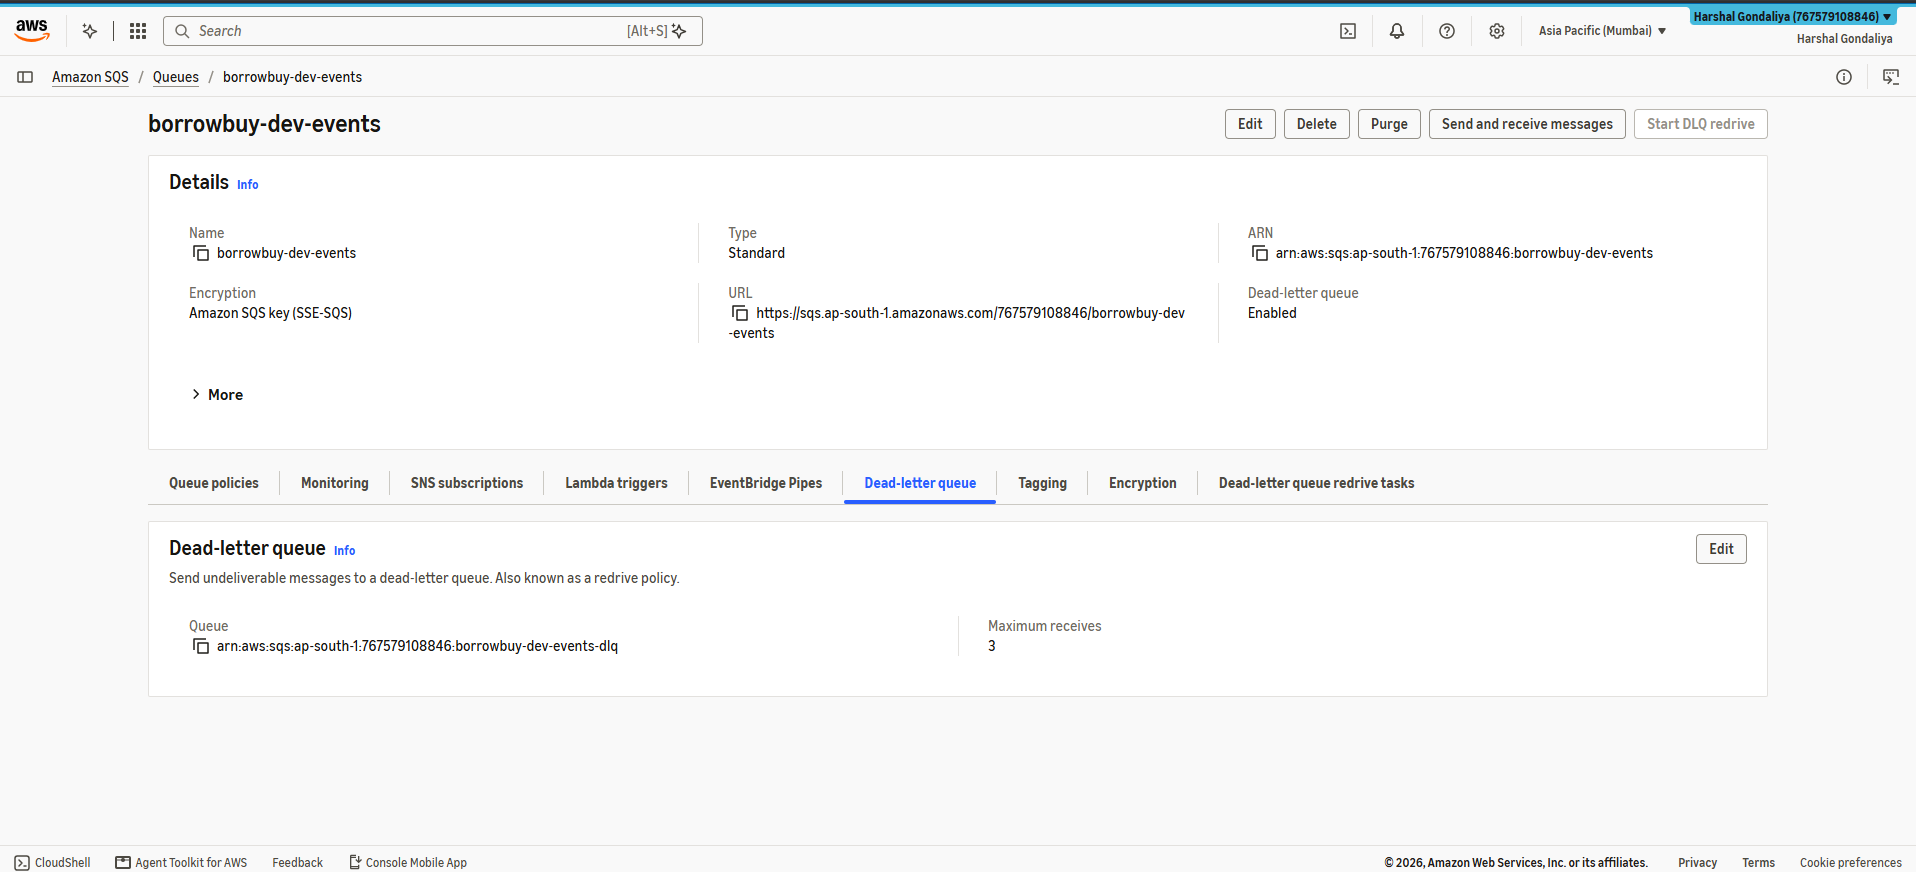 aws
Search
[Alt+S]
Asia Pacific (Mumbai)
Harshal Gondaliya (767579108846)
Harshal Gondaliya
Amazon SQS / Queues / borrowbuy-dev-events
borrowbuy-dev-events
Edit
Delete
Purge
Send and receive messages
Start DLQ redrive
Details Info
Name
borrowbuy-dev-events
Type
Standard
ARN
arn:aws:sqs:ap-south-1:767579108846:borrowbuy-dev-events
Encryption
Amazon SQS key (SSE-SQS)
URL
https://sqs.ap-south-1.amazonaws.com/767579108846/borrowbuy-dev
-events
Dead-letter queue
Enabled
More
Queue policies
Monitoring
SNS subscriptions
Lambda triggers
EventBridge Pipes
Dead-letter queue
Tagging
Encryption
Dead-letter queue redrive tasks
Dead-letter queue Info
Edit
Send undeliverable messages to a dead-letter queue. Also known as a redrive policy.
Queue
arn:aws:sqs:ap-south-1:767579108846:borrowbuy-dev-events-dlq
Maximum receives
3
CloudShell
Agent Toolkit for AWS
Feedback
Console Mobile App
© 2026, Amazon Web Services, Inc. or its affiliates.
Privacy
Terms
Cookie preferences